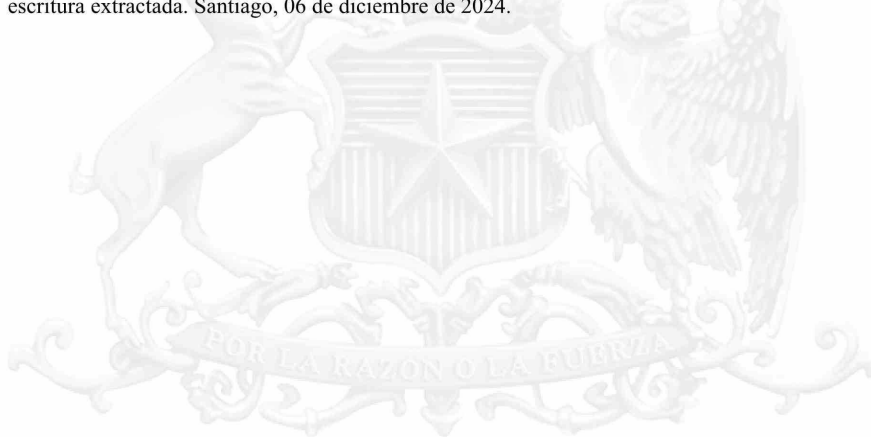 escritura extractada. Santiago, 06 de diciembre de 2024.
POR LA RAZON O LA FUERZA